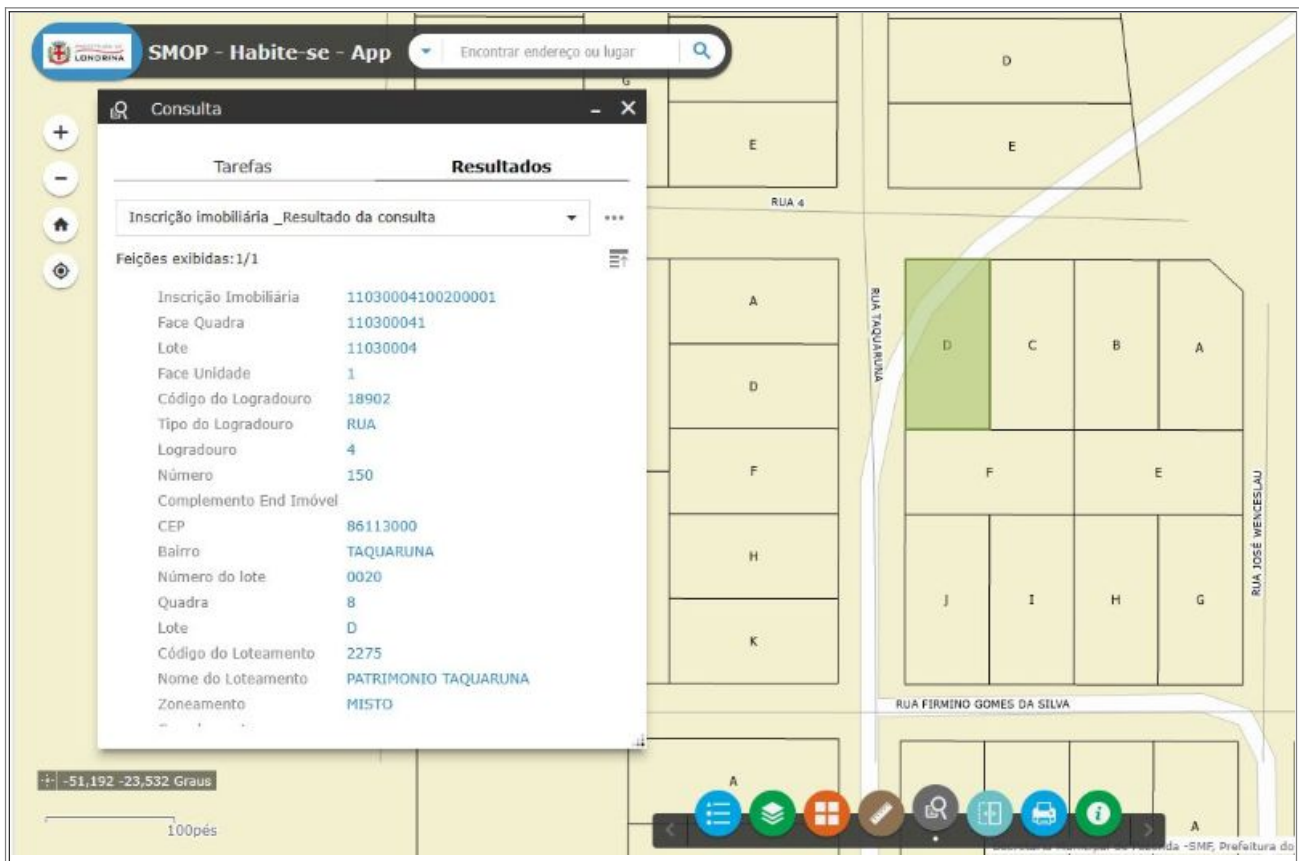 LONDRINA
SMOP - Habite-se - App
Encontrar endereço ou lugar
Consulta
Tarefas
Resultados
Inscrição imobiliária _Resultado da consulta
Feições exibidas:1/1
Inscrição Imobiliária 11030004100200001
Face Quadra 110300041
Lote 11030004
Face Unidade 1
Código do Logradouro 18902
Tipo do Logradouro RUA
Logradouro 4
Número 150
Complemento End Imóvel
CEP 86113000
Bairro TAQUARUNA
Número do lote 0020
Quadra 8
Lote D
Código do Loteamento 2275
Nome do Loteamento PATRIMONIO TAQUARUNA
Zoneamento MISTO
-51,192 -23,532 Graus
100pés
G
E
D
E
RUA 4
A
D
F
H
K
A
RUA TAQUARUNA
D
C
B
A
F
E
J
I
H
G
RUA JOSÉ WENCESLAU
RUA FIRMINO GOMES DA SILVA
A
-SMF, Prefeitura do